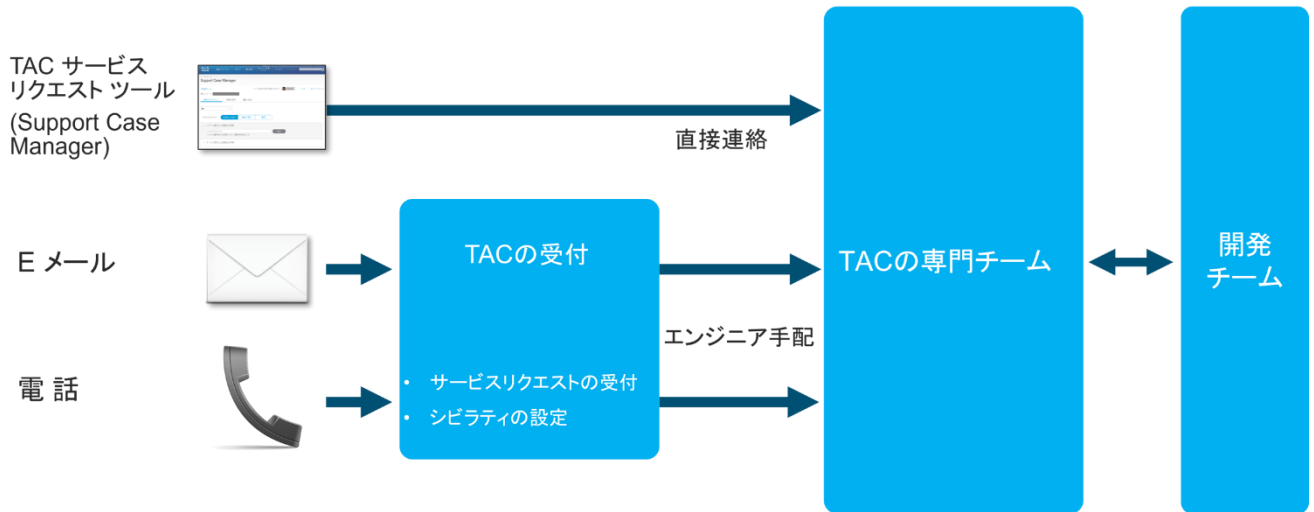 TAC サービス
リクエスト ツール
(Support Case
Manager)
Support Case Manager
直接連絡
E メール
TACの受付
TACの専門チーム
開発
チーム
エンジニア手配
電 話
• サービスリクエストの受付
• シビラティの設定